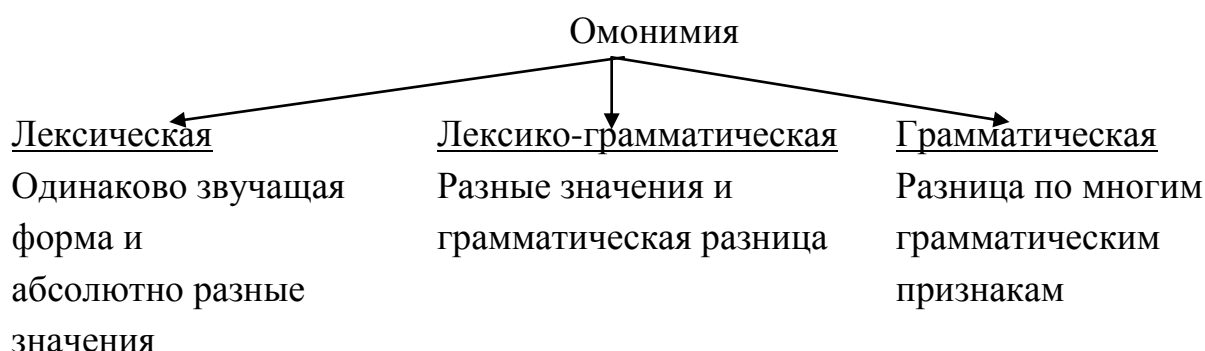 Омонимия
Лексическая
Одинаково звучащая
форма и
абсолютно разные
значения
Лексико-грамматическая
Разные значения и
грамматическая разница
Грамматическая
Разница по многим
грамматическим
признакам